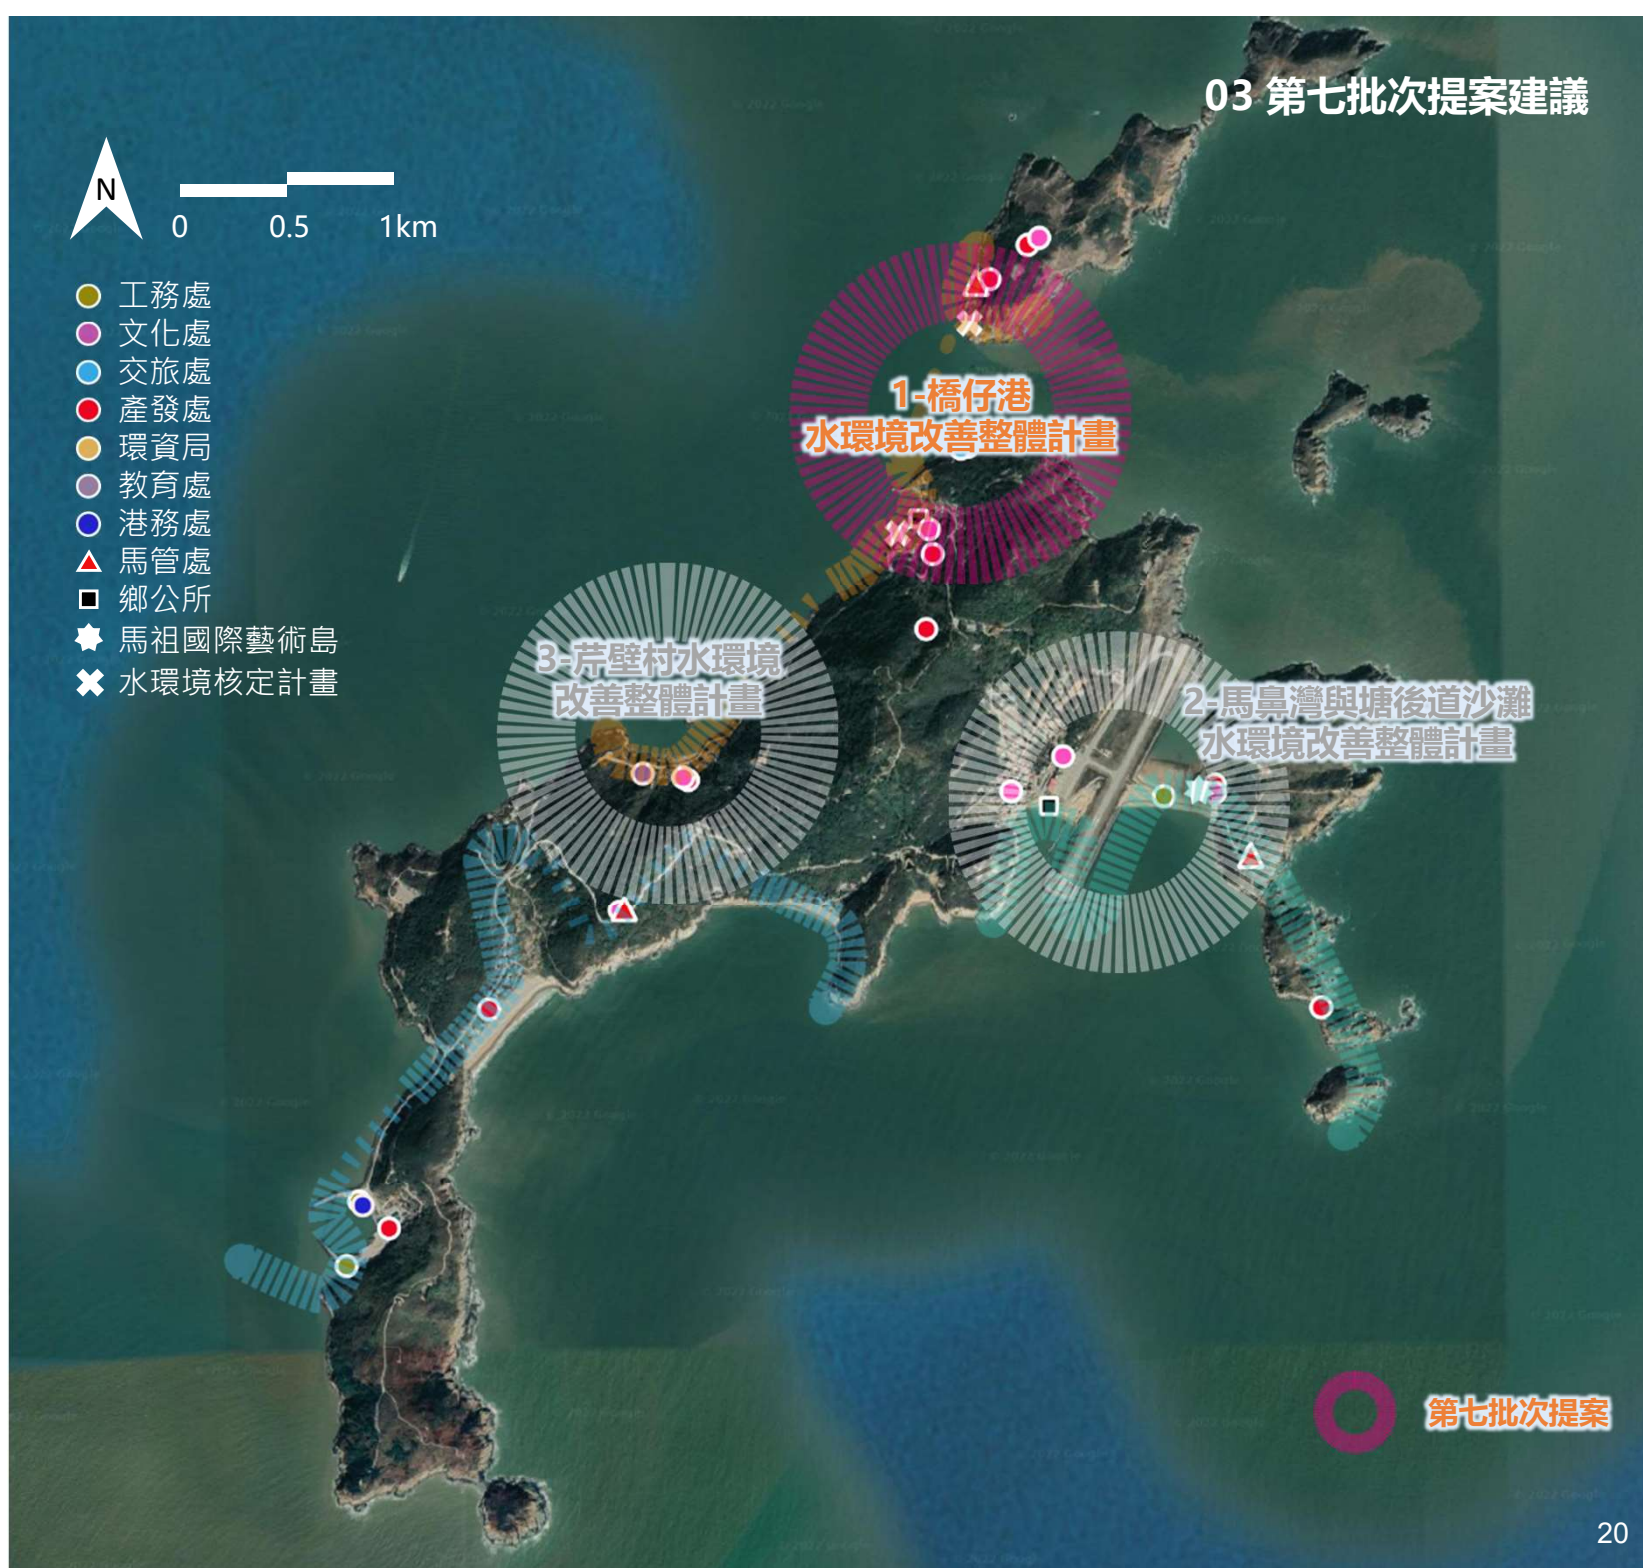 03 第七批次提案建議
N
0 0.5 1km
工務處
文化處
交旅處
產發處
環資局
教育處
港務處
馬管處
鄉公所
馬祖國際藝術島
水環境核定計畫
1-橋仔港
水環境改善整體計畫
3-芹壁村水環境
改善整體計畫
2-馬鼻灣與塘後道沙灘
水環境改善整體計畫
第七批次提案
20